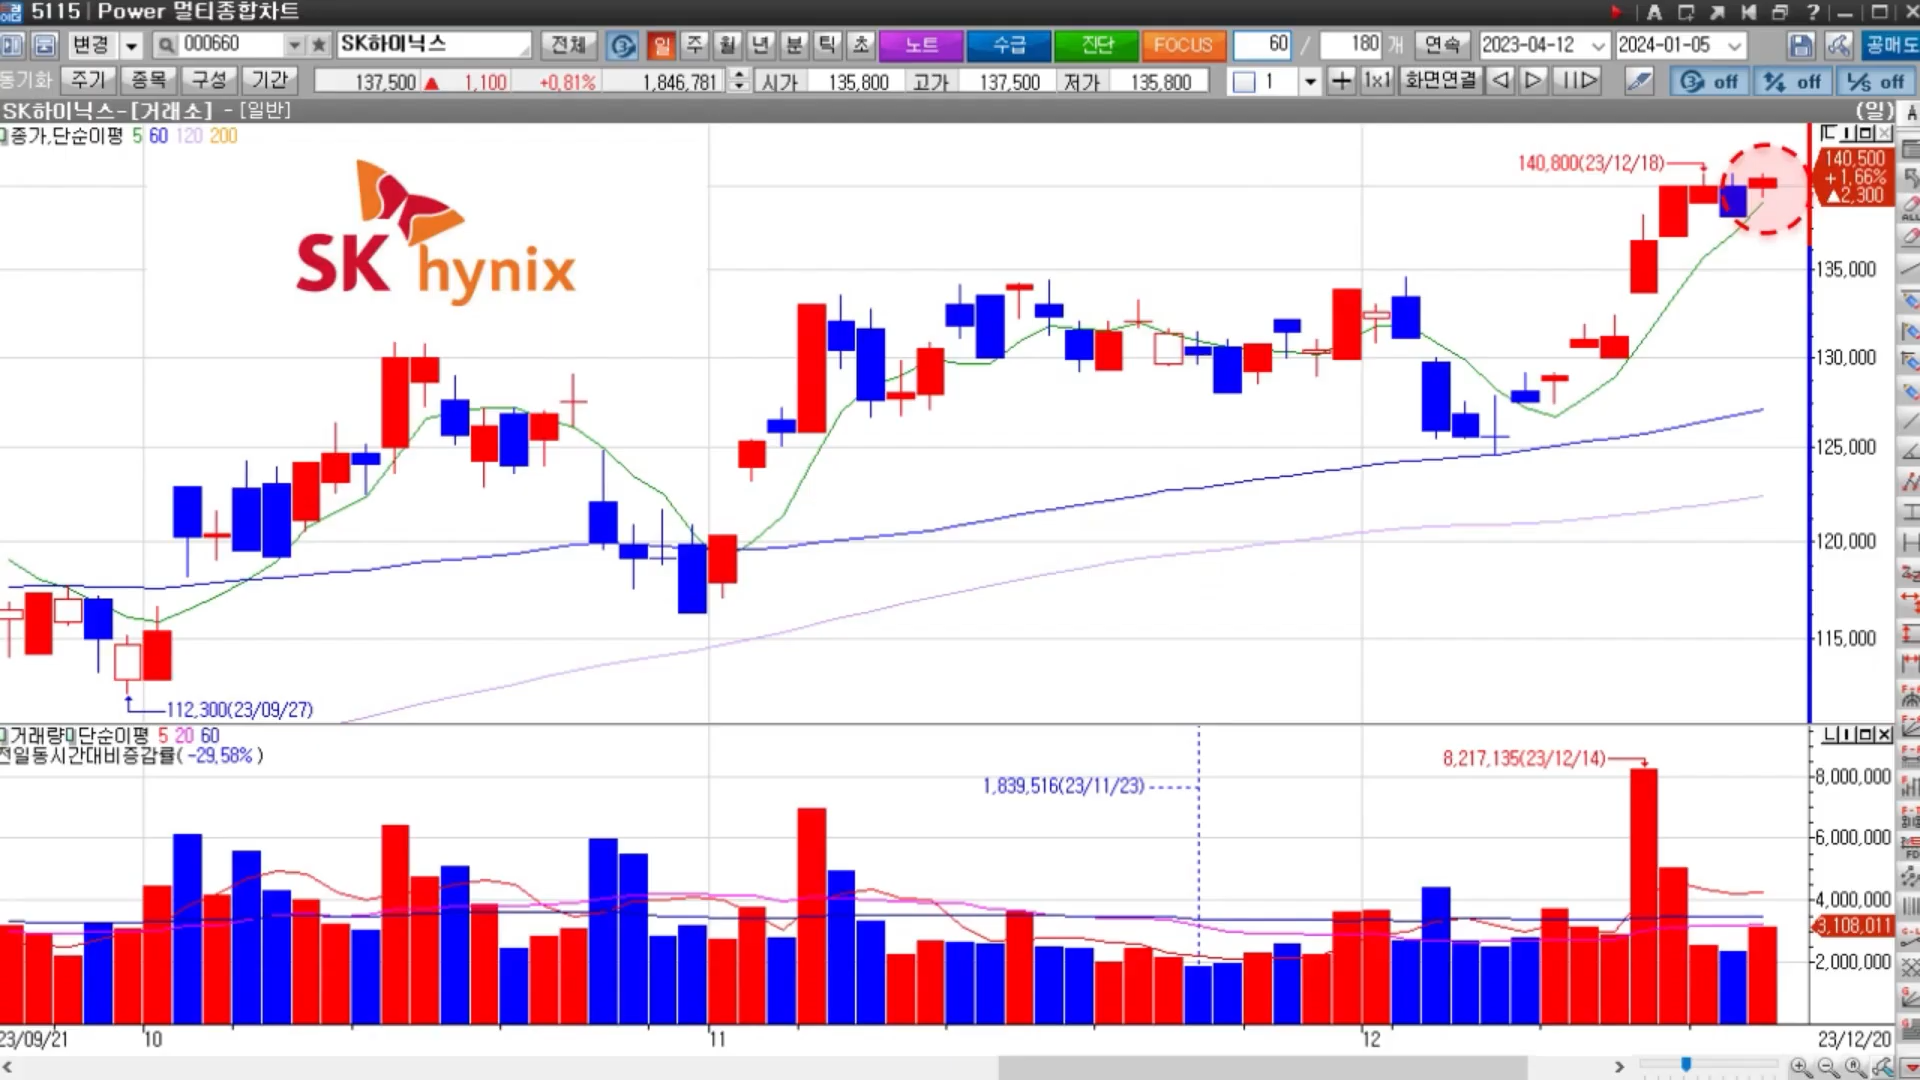 5115 | Power 멀티종합차트
변경 000660 SK하이닉스 전체 일 주 월 년 분 틱 초 노트 수급 진단 FOCUS 60 / 180 개 연속 2023-04-12 2024-01-05 공매도
동기화 주기 종목 구성 기간 137,500 ▲ 1,100 +0,81% 1,846,781 시가 135,800 고가 137,500 저가 135,800 1 1x1 화면연결 off off off
SK하이닉스-[거래소] - [일반] (일)
종가,단순이평 5 60 120 200
SK hynix
140,800(23/12/18)
140,500
+1,66%
▲2,300
135,000
130,000
125,000
120,000
115,000
112,300(23/09/27)
거래량 단순이평 5 20 60
전일동시간대비증감률( -29,58% )
8,217,135(23/12/14)
1,839,516(23/11/23)
8,000,000
6,000,000
4,000,000
3,108,011
2,000,000
23/09/21 10 11 12 23/12/20